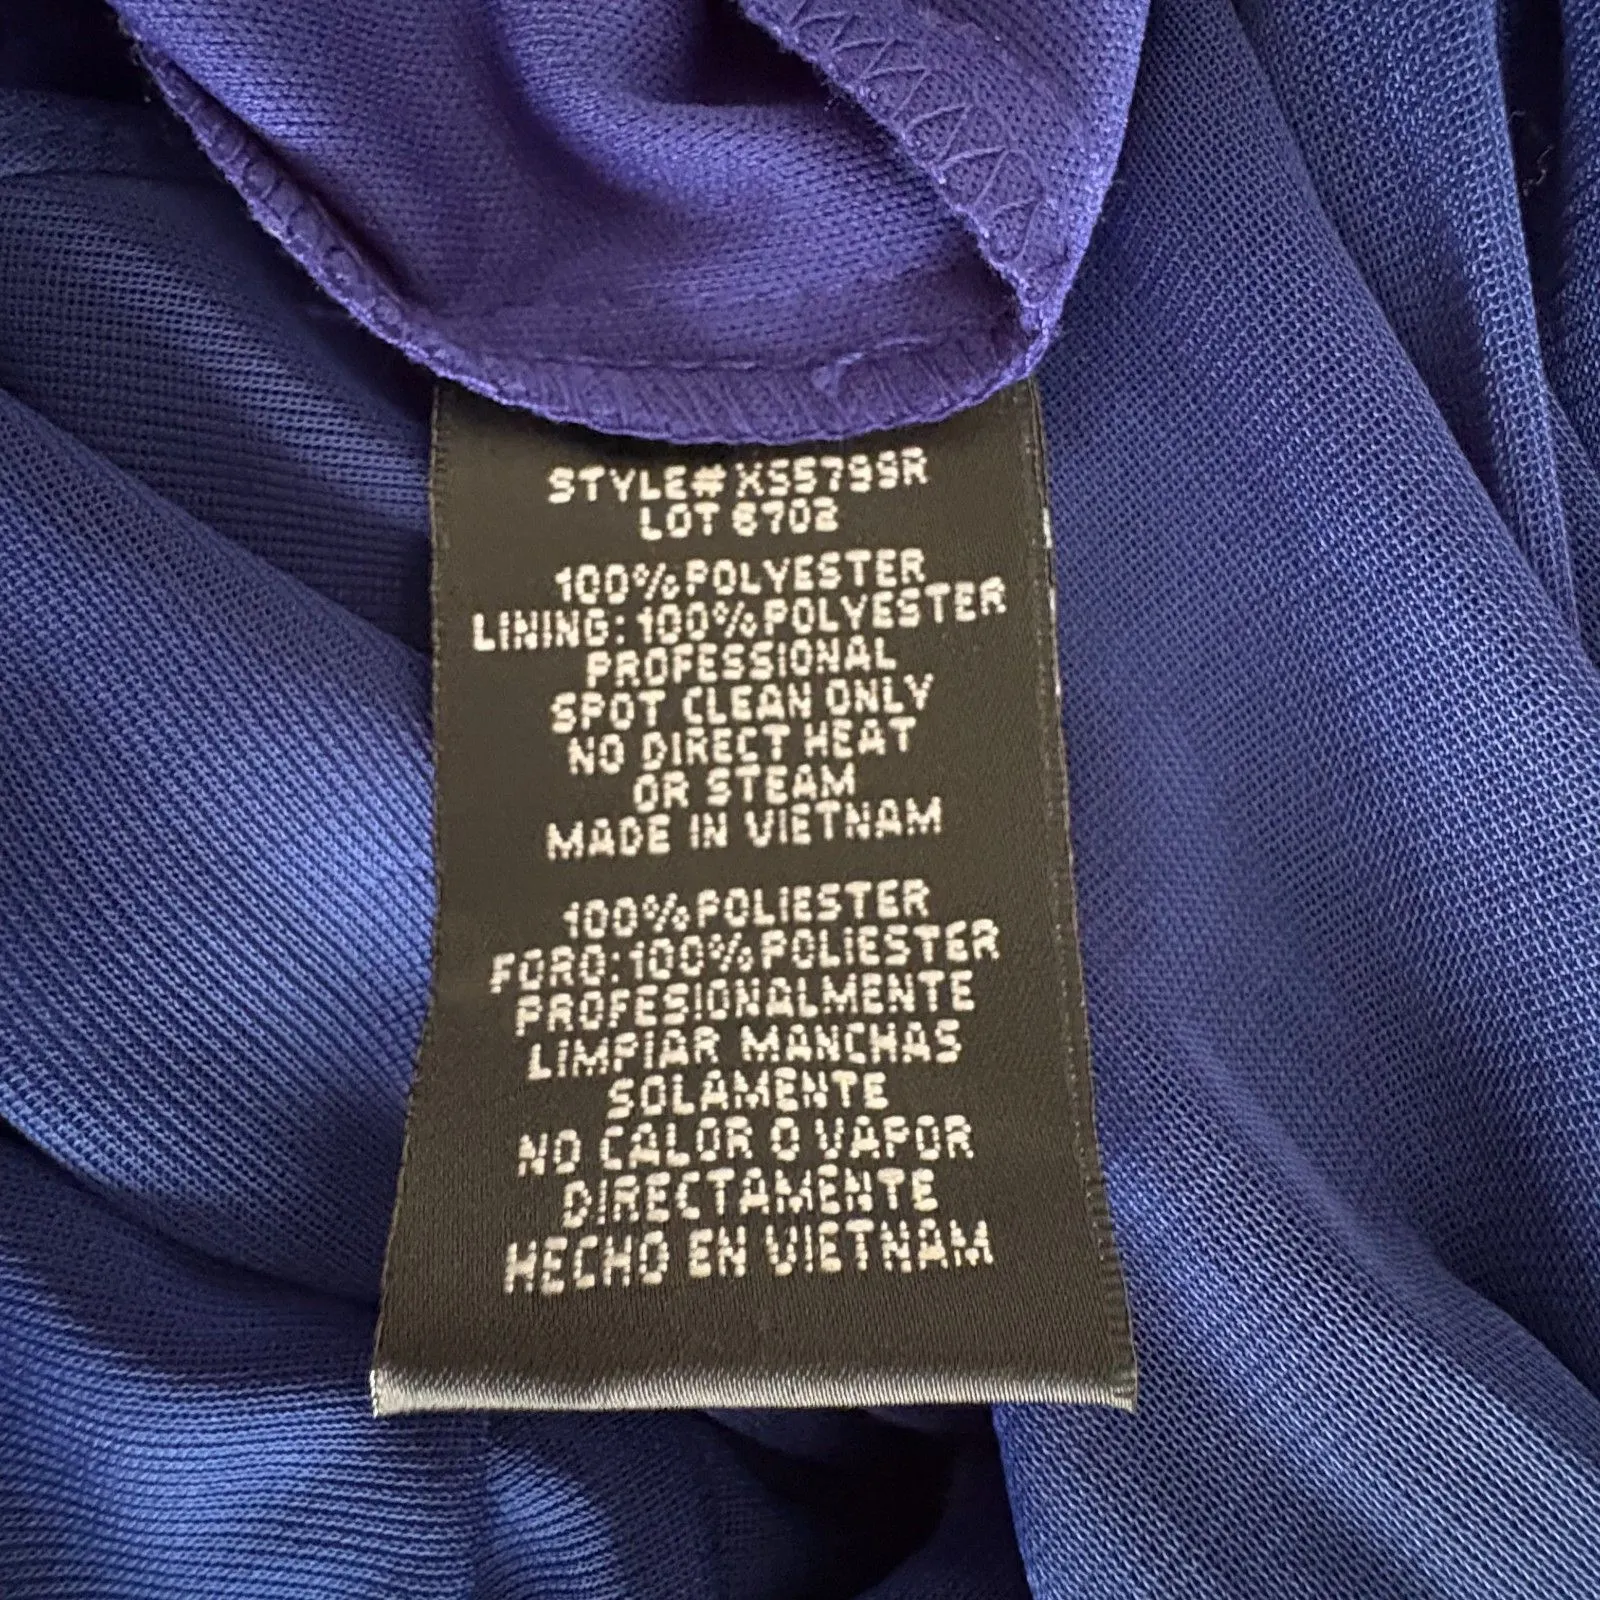 STYLE# XS5799R
LOT 6702
100% POLYESTER
LINING: 100% POLYESTER
PROFESSIONAL
SPOT CLEAN ONLY
NO DIRECT HEAT
OR STEAM
MADE IN VIETNAM
100% POLIESTER
FORO: 100% POLIESTER
PROFESIONALMENTE
LIMPIAR MANCHAS
SOLAMENTE
NO CALOR O VAPOR
DIRECTAMENTE
HECHO EN VIETNAM